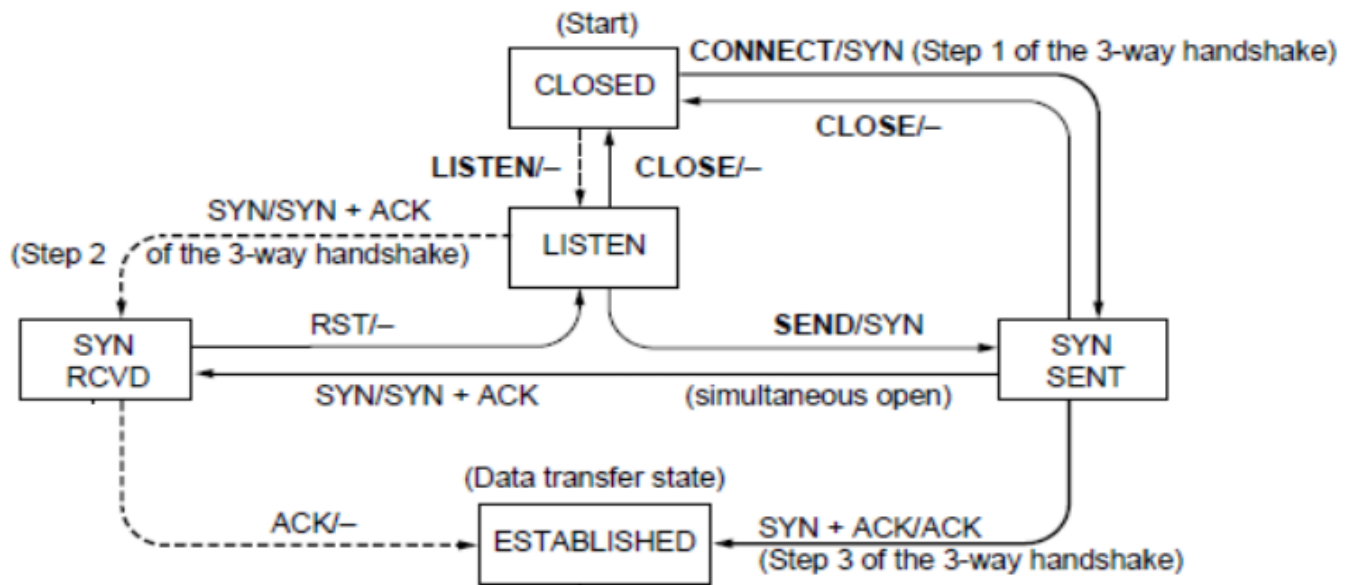 (Start)
CLOSED
CONNECT/SYN (Step 1 of the 3-way handshake)
CLOSE/–
LISTEN/–
CLOSE/–
SYN/SYN + ACK
(Step 2 of the 3-way handshake)
LISTEN
RST/–
SEND/SYN
SYN
RCVD
SYN
SENT
SYN/SYN + ACK
(simultaneous open)
(Data transfer state)
ACK/–
ESTABLISHED
SYN + ACK/ACK
(Step 3 of the 3-way handshake)